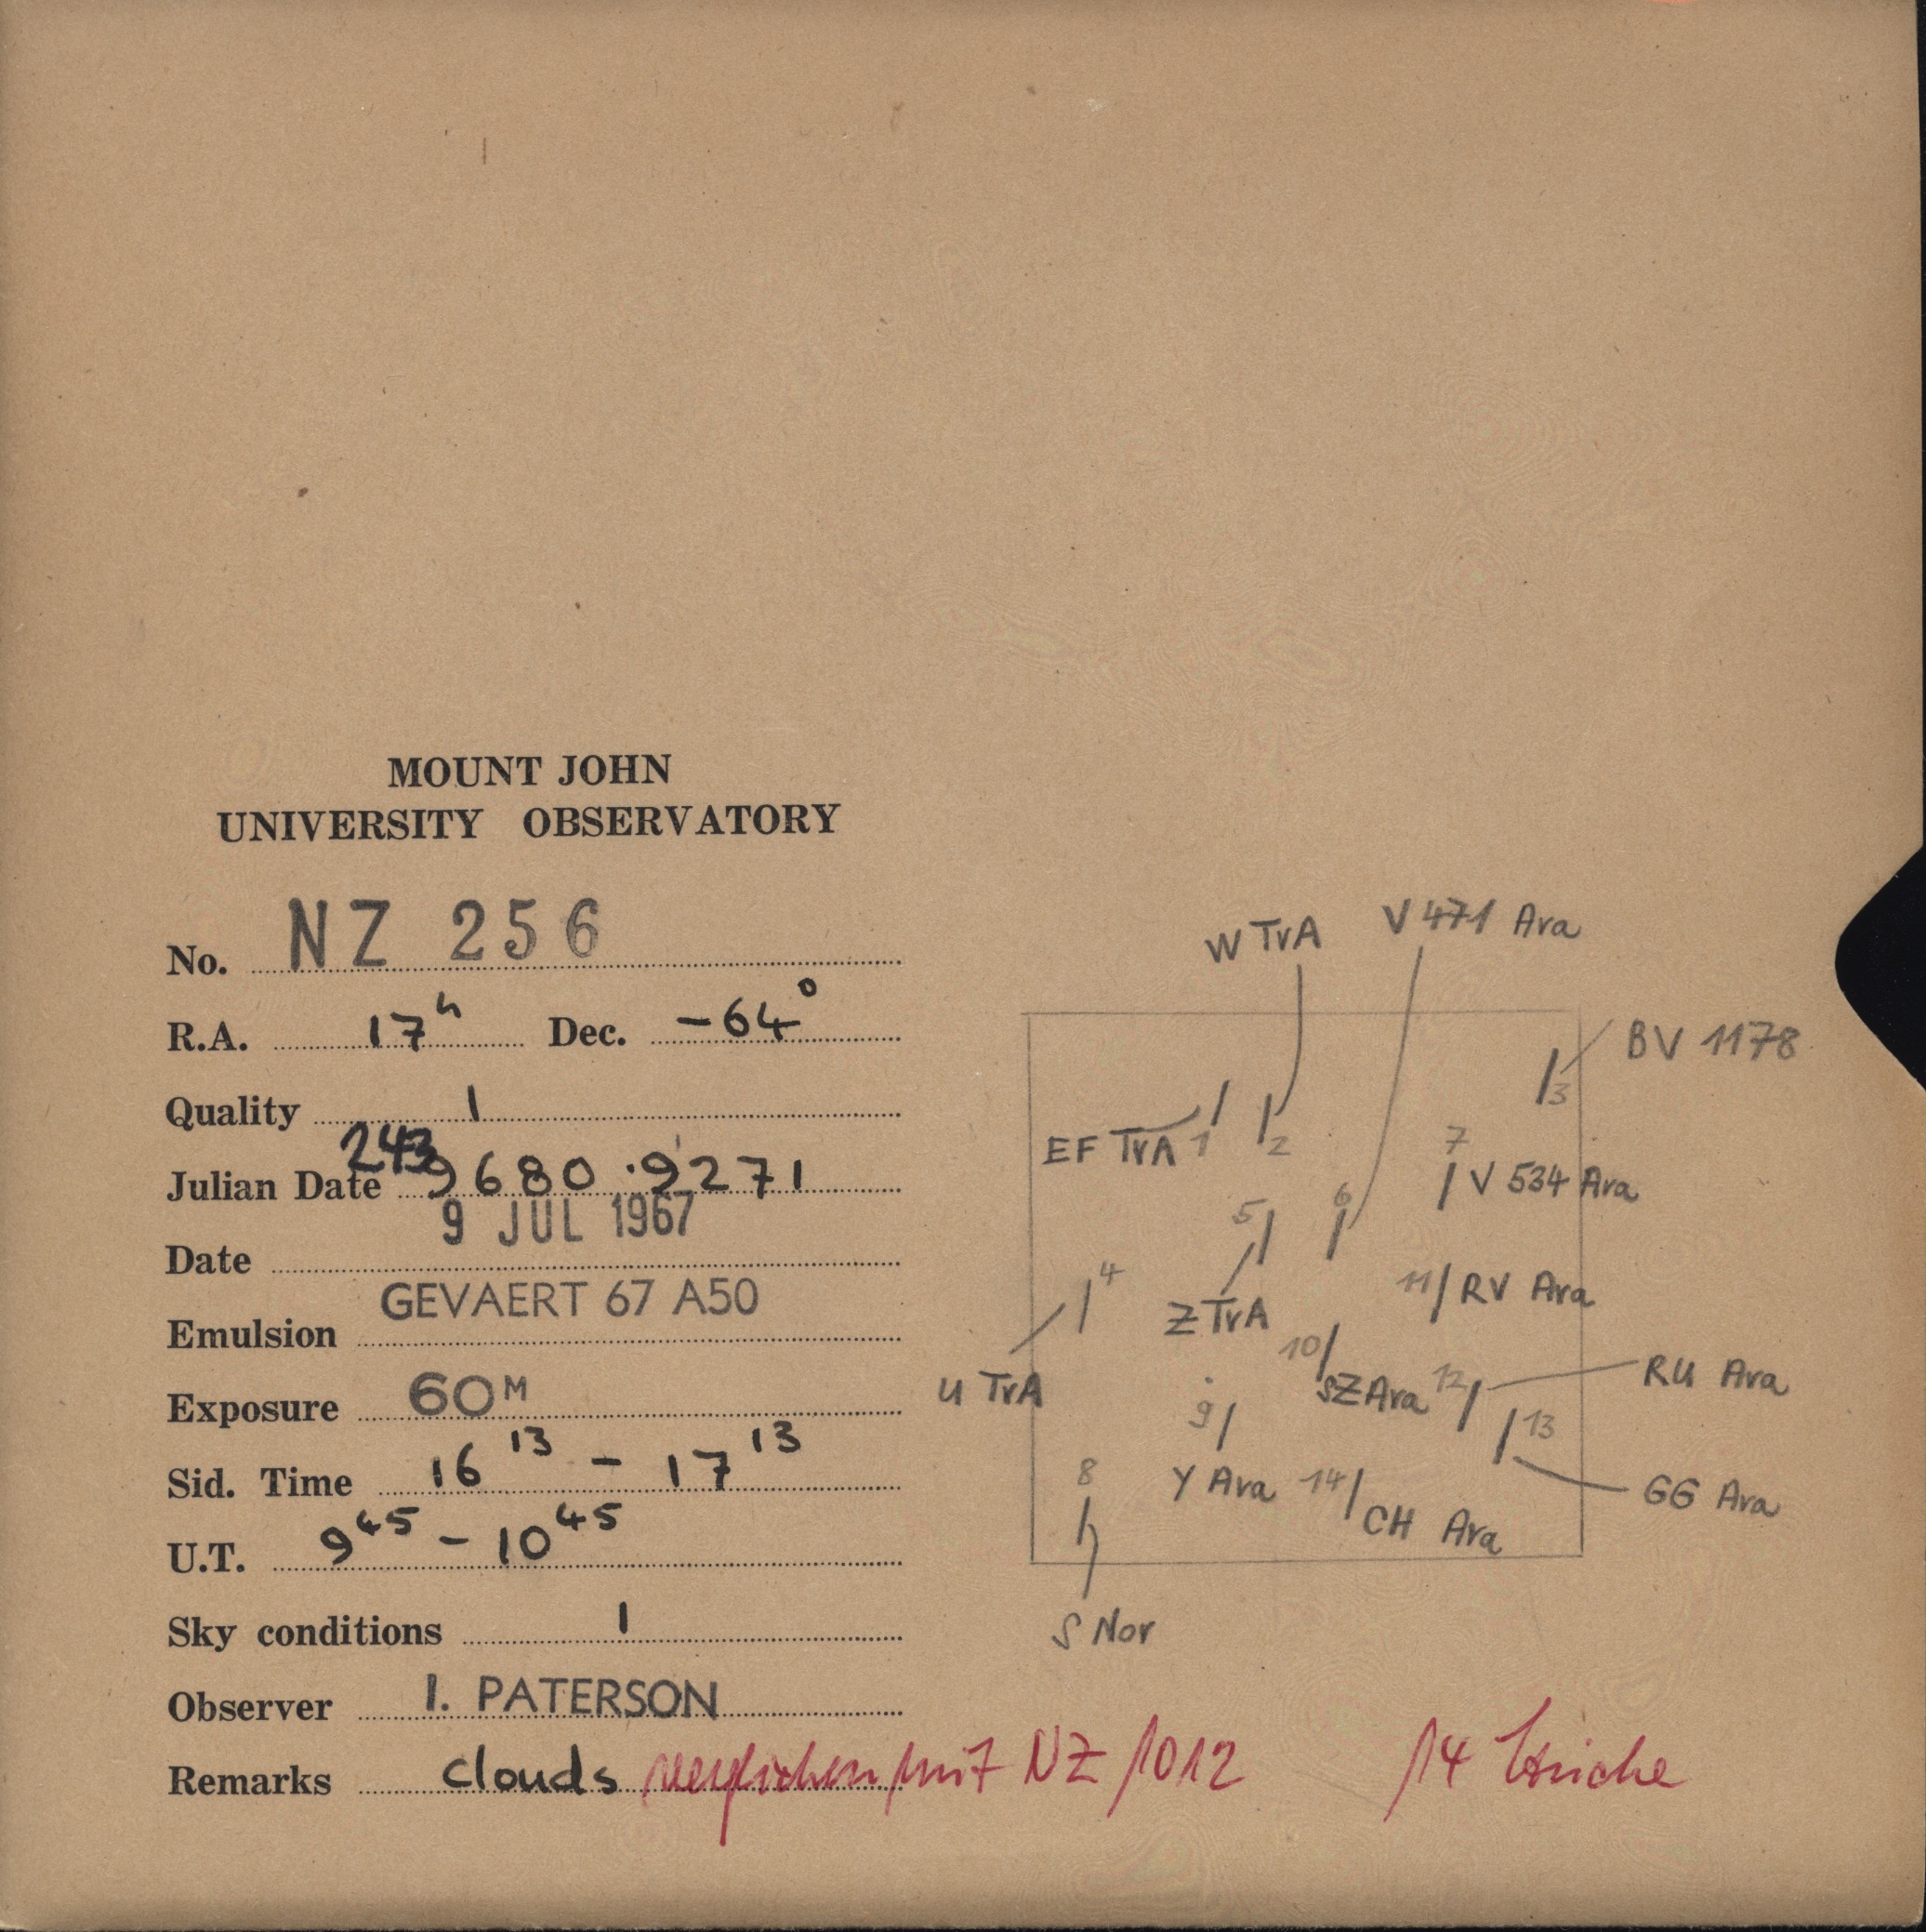 MOUNT JOHN
UNIVERSITY OBSERVATORY
No. NZ 256
R.A. 17h Dec. -64°
Quality 1
Julian Date 2439680.9271
Date 9 JUL 1967
Emulsion GEVAERT 67 A50
Exposure 60M
Sid. Time 16 13 - 17 13
U.T. 9 45 - 10 45
Sky conditions 1
Observer I. PATERSON
Remarks clouds verglichen mit NZ 1012 14 Striche
W TrA V 471 Ara
BV 1178
3
EF TrA 1 2
7
V 534 Ara
5 6
4
Z TrA
11 RV Ara
U TrA
10 SZ Ara
12 RU Ara
9
Y Ara
13
GG Ara
8
14 CH Ara
S Nor